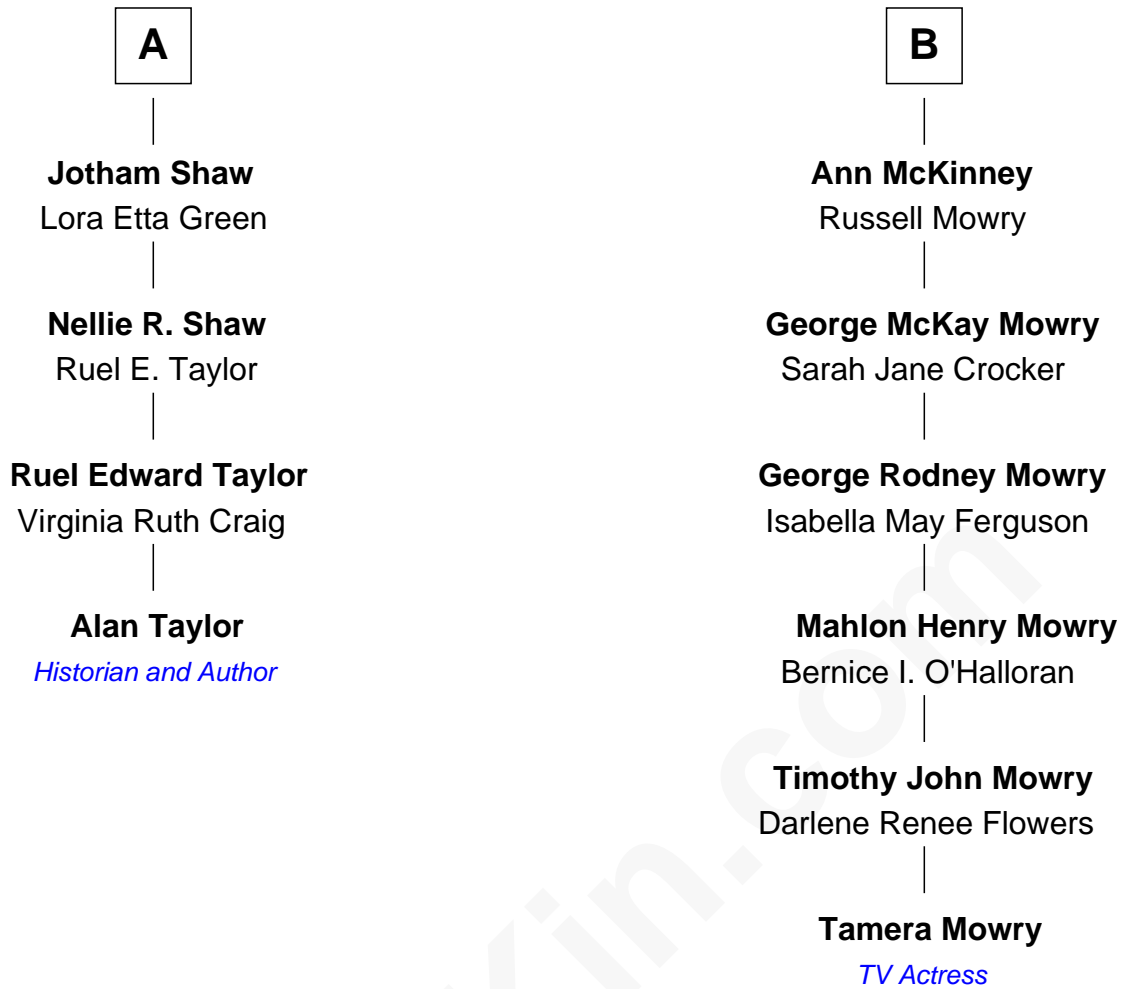 A
Jotham Shaw
Lora Etta Green
Nellie R. Shaw
Ruel E. Taylor
Ruel Edward Taylor
Virginia Ruth Craig
Alan Taylor
Historian and Author
B
Ann McKinney
Russell Mowry
George McKay Mowry
Sarah Jane Crocker
George Rodney Mowry
Isabella May Ferguson
Mahlon Henry Mowry
Bernice I. O'Halloran
Timothy John Mowry
Darlene Renee Flowers
Tamera Mowry
TV Actress
Kin.com